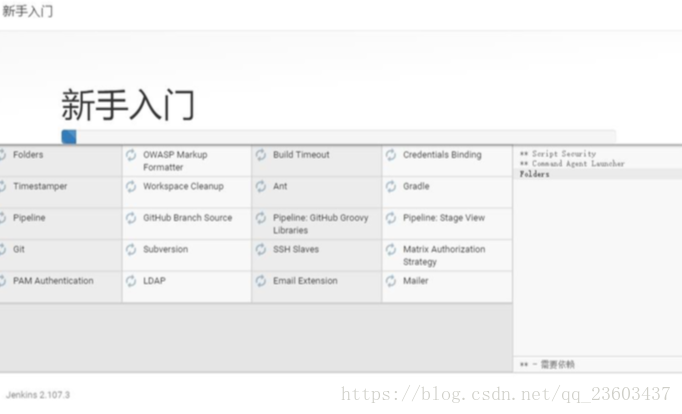 新手入门
新手入门
Folders
OWASP Markup
Formatter
Build Timeout
Credentials Binding
Timestamper
Workspace Cleanup
Ant
Gradle
Pipeline
GitHub Branch Source
Pipeline: GitHub Groovy
Libraries
Pipeline: Stage View
Git
Subversion
SSH Slaves
Matrix Authorization
Strategy
PAM Authentication
LDAP
Email Extension
Mailer
** Script Security
** Command Agent Launcher
Folders
** - 需要依赖
Jenkins 2.107.3
https://blog.csdn.net/qq_23603437